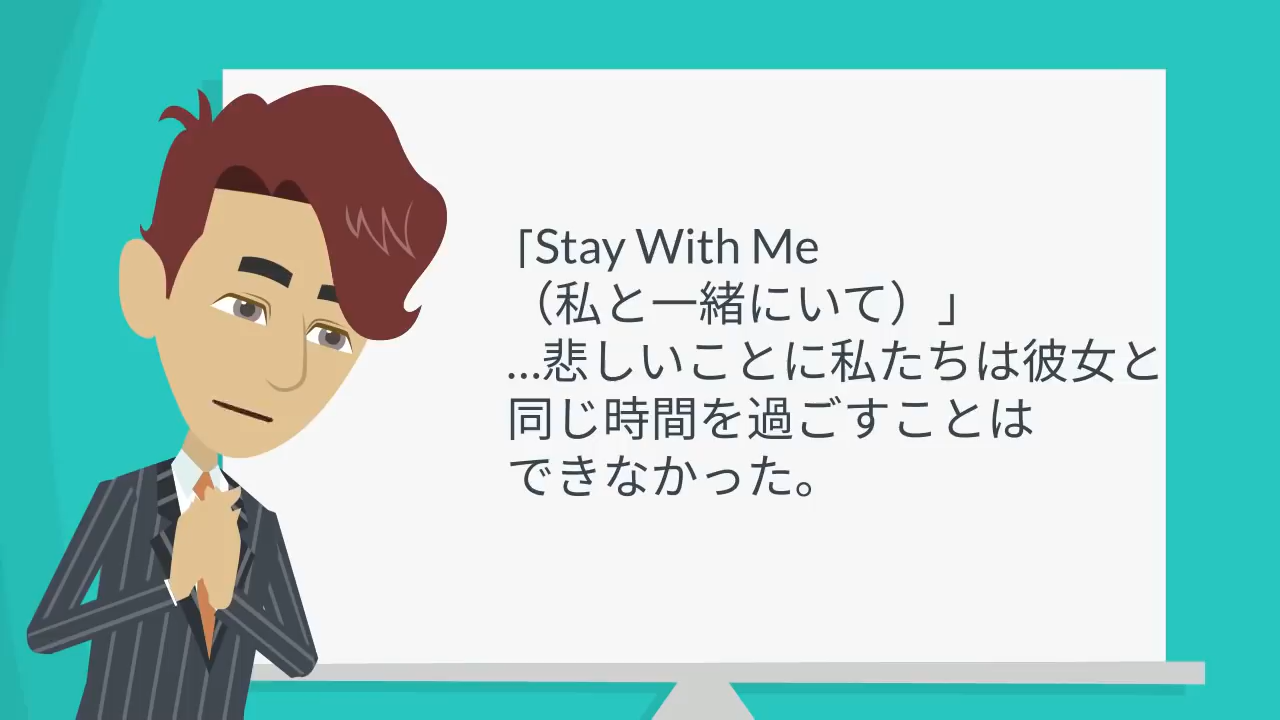 「Stay With Me
（私と一緒にいて）」
...悲しいことに私たちは彼女と
同じ時間を過ごすことは
できなかった。